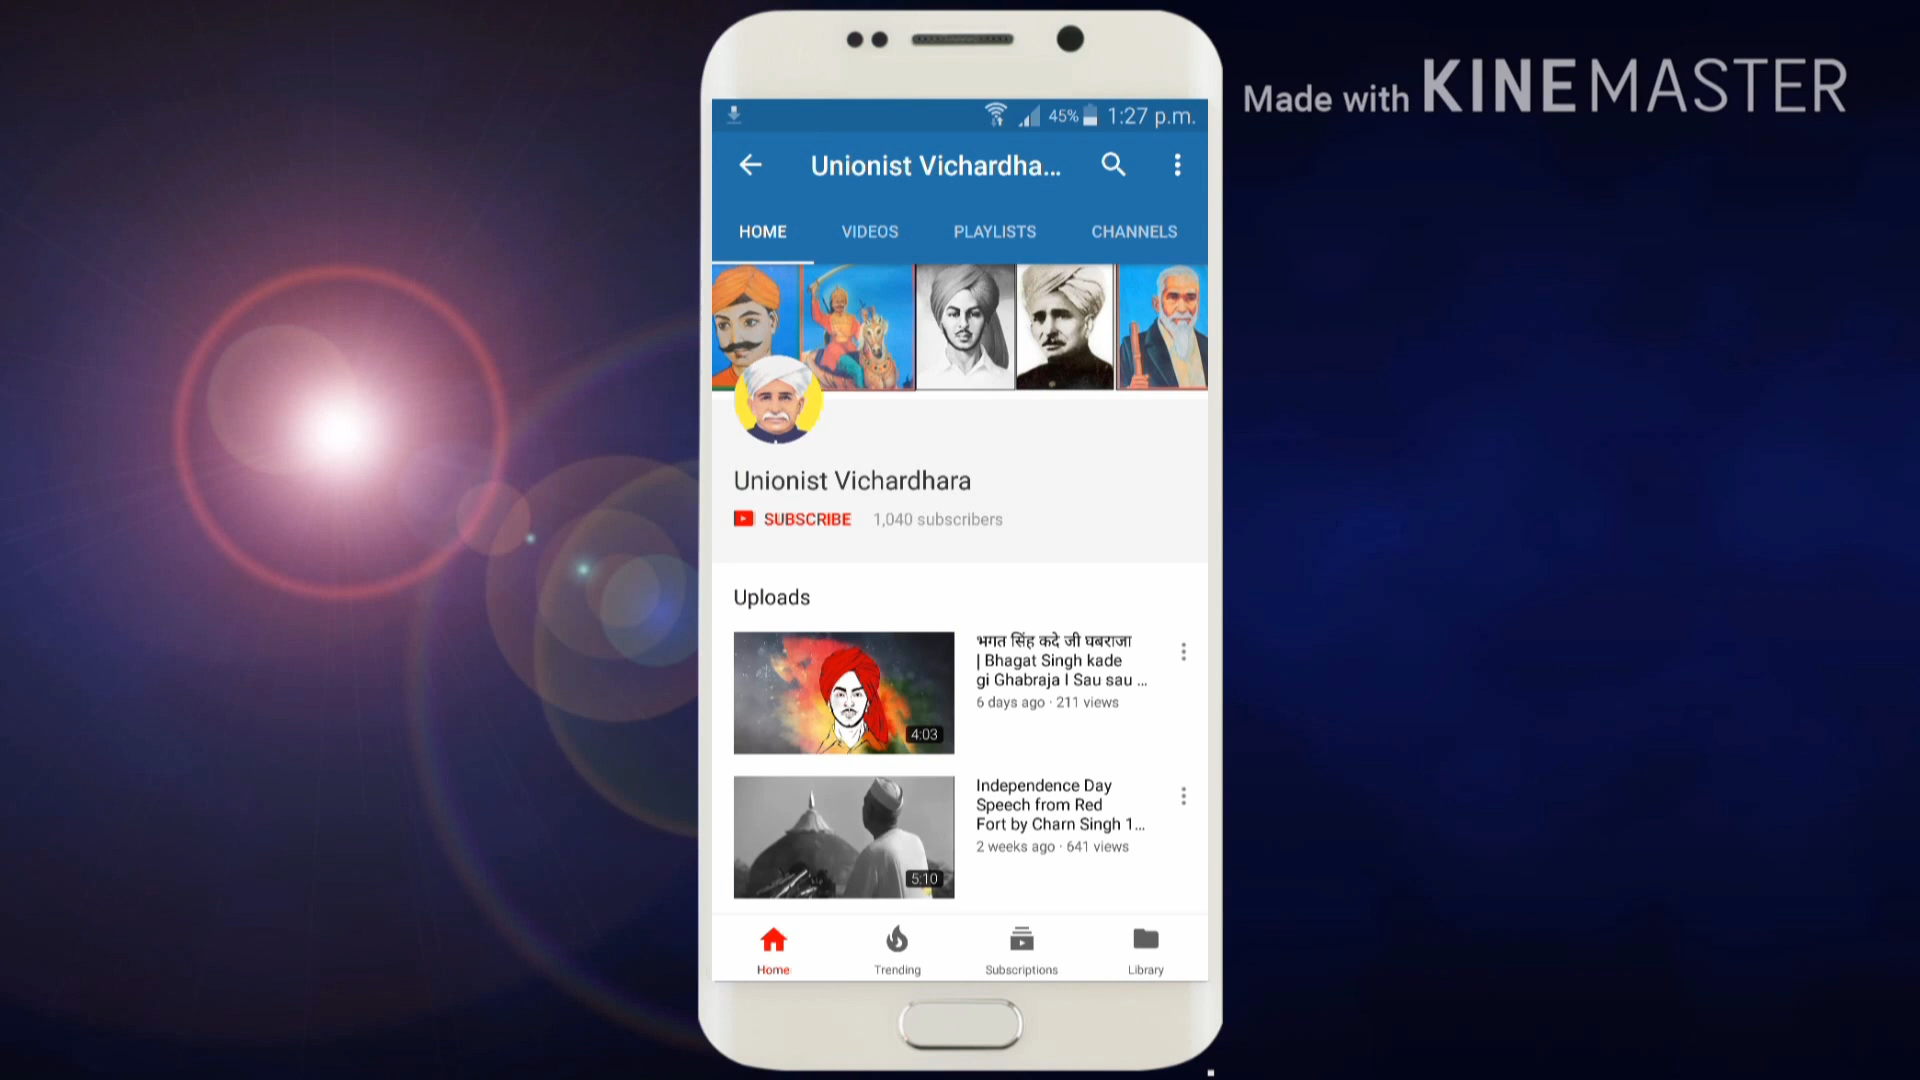 Made with KINEMASTER
45% 1:27 p.m.
Unionist Vichardha...
HOME VIDEOS PLAYLISTS CHANNELS
Unionist Vichardhara
SUBSCRIBE 1,040 subscribers
Uploads
भगत सिंह कदे जी घबराजा
| Bhagat Singh kade
gi Ghabraja I Sau sau ...
6 days ago · 211 views
4:03
Independence Day
Speech from Red
Fort by Charn Singh 1...
2 weeks ago · 641 views
5:10
Home Trending Subscriptions Library